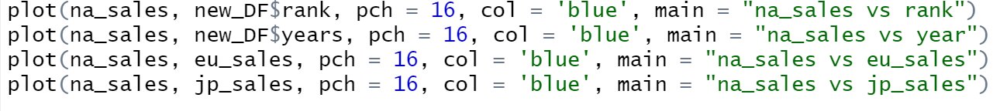 plot(na_sales, new_DF$rank, pch = 16, col = 'blue', main = "na_sales vs rank")
plot(na_sales, new_DF$years, pch = 16, col = 'blue', main = "na_sales vs year")
plot(na_sales, eu_sales, pch = 16, col = 'blue', main = "na_sales vs eu_sales")
plot(na_sales, jp_sales, pch = 16, col = 'blue', main = "na_sales vs jp_sales")